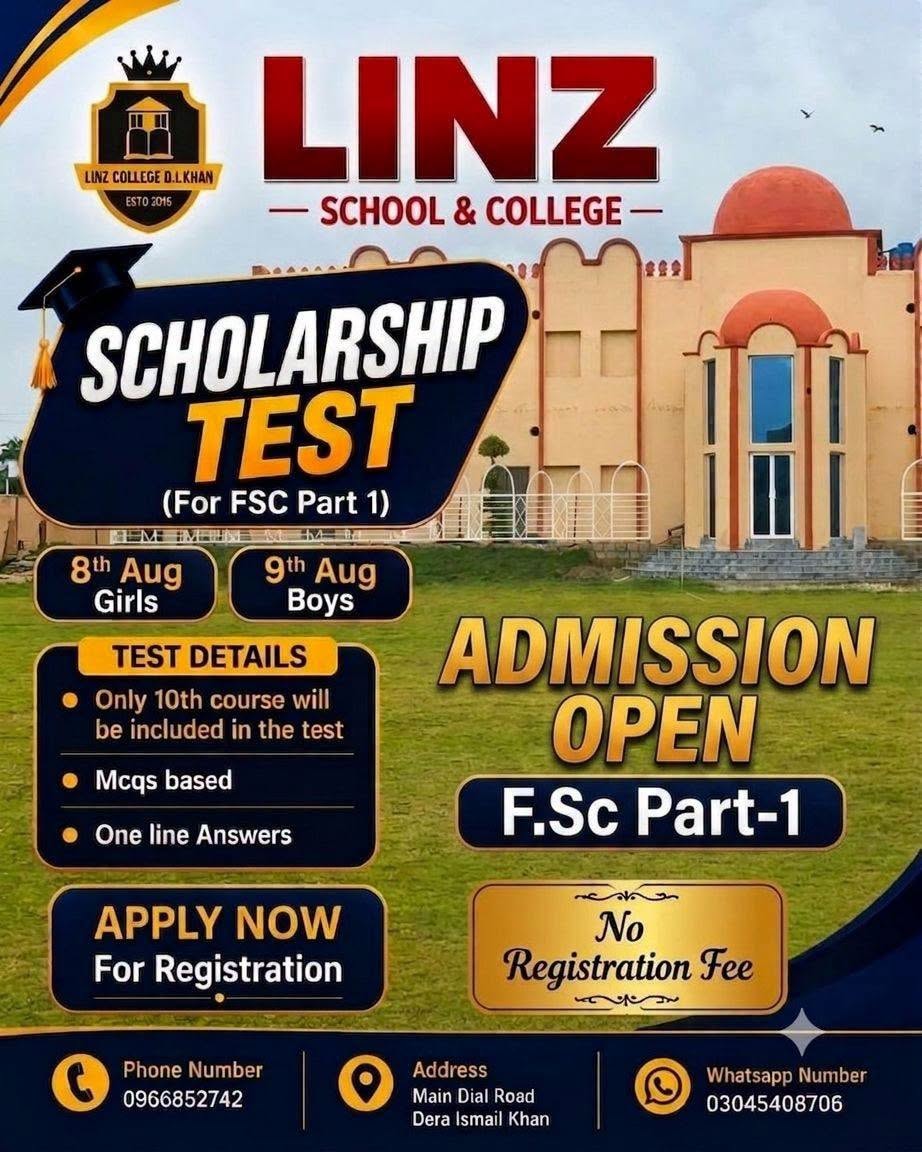 LINZ COLLEGE D.I.KHAN
ESTD 2016
LINZ
SCHOOL & COLLEGE
SCHOLARSHIP
TEST
(For FSC Part 1)
8th Aug
Girls
9th Aug
Boys
TEST DETAILS
Only 10th course will
be included in the test
Mcqs based
One line Answers
ADMISSION
OPEN
F.Sc Part-1
APPLY NOW
For Registration
No
Registration Fee
Phone Number
0966852742
Address
Main Dial Road
Dera Ismail Khan
Whatsapp Number
03045408706